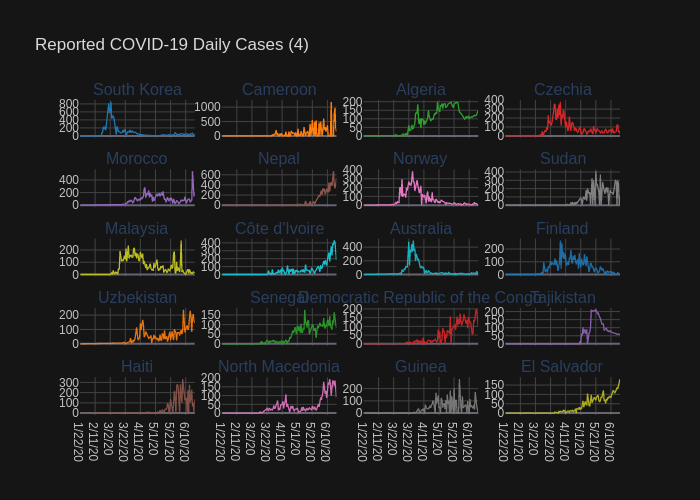 Reported COVID-19 Daily Cases (4)
South Korea Cameroon Algeria Czechia
800 600 400 200 0
1000 500 0
200 150 100 50 0
400 300 200 100 0
Morocco Nepal Norway Sudan
400 200 0
600 400 200 0
400 300 200 100 0
400 300 200 100 0
Malaysia Côte d'Ivoire Australia Finland
200 100 0
400 300 200 100 0
400 200 0
200 100 0
Uzbekistan Senegal Democratic Republic of the Congo Tajikistan
200 100 0
150 100 50 0
200 150 100 50 0
200 150 100 50 0
Haiti North Macedonia Guinea El Salvador
300 200 100 0
200 150 100 50 0
200 100 0
150 100 50 0
1/22/20 2/11/20 3/2/20 3/22/20 4/11/20 5/1/20 5/21/20 6/10/20
1/22/20 2/11/20 3/2/20 3/22/20 4/11/20 5/1/20 5/21/20 6/10/20
1/22/20 2/11/20 3/2/20 3/22/20 4/11/20 5/1/20 5/21/20 6/10/20
1/22/20 2/11/20 3/2/20 3/22/20 4/11/20 5/1/20 5/21/20 6/10/20